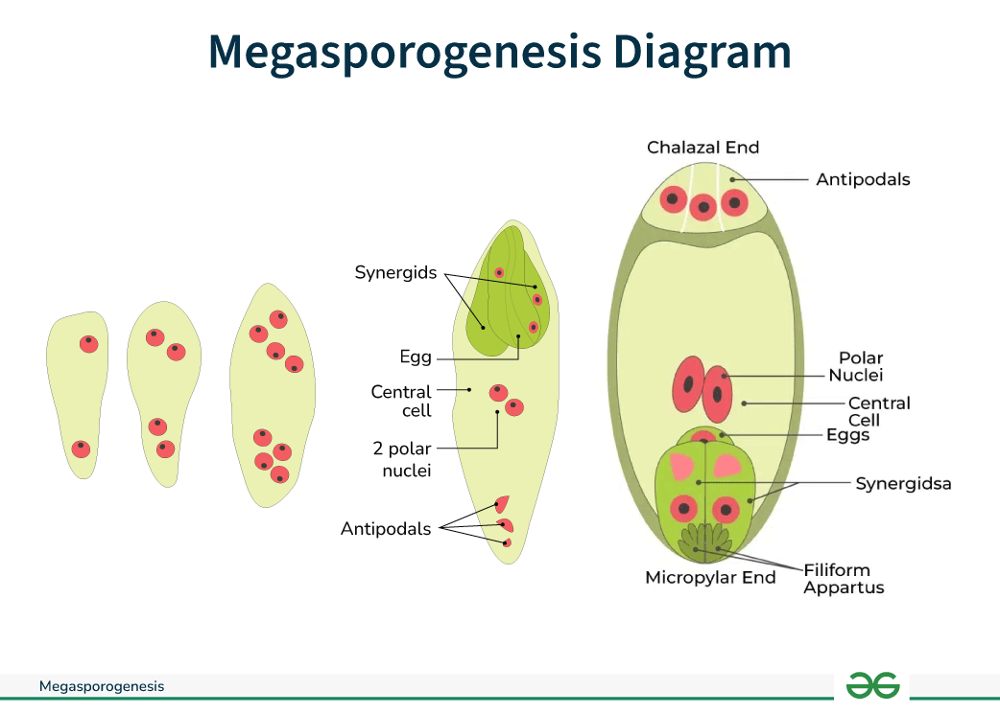 Megasporogenesis Diagram
Synergids
Egg
Central
cell
2 polar
nuclei
Antipodals
Chalazal End
Antipodals
Polar
Nuclei
Central
Cell
Eggs
Synergidsa
Filiform
Appartus
Micropylar End
Megasporogenesis